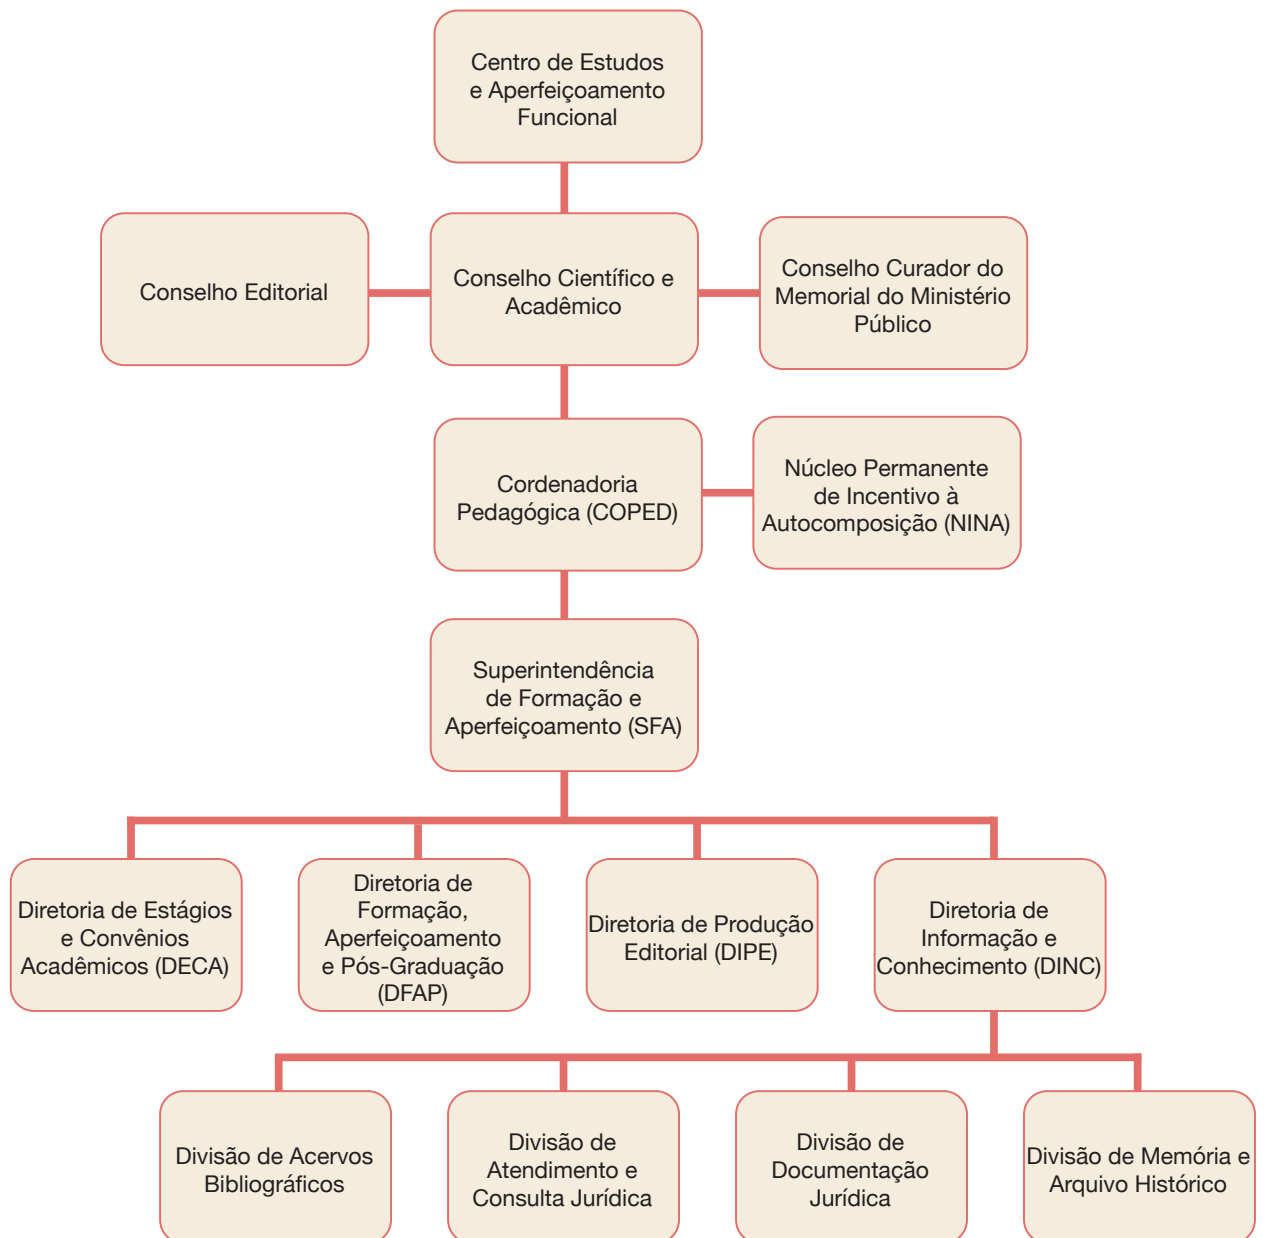 Centro de Estudos
e Aperfeiçoamento
Funcional
Conselho Editorial
Conselho Científico e
Acadêmico
Conselho Curador do
Memorial do Ministério
Público
Cordenadoria
Pedagógica (COPED)
Núcleo Permanente
de Incentivo à
Autocomposição (NINA)
Superintendência
de Formação e
Aperfeiçoamento (SFA)
Diretoria de Estágios
e Convênios
Acadêmicos (DECA)
Diretoria de
Formação,
Aperfeiçoamento
e Pós-Graduação
(DFAP)
Diretoria de Produção
Editorial (DIPE)
Diretoria de
Informação e
Conhecimento (DINC)
Divisão de Acervos
Bibliográficos
Divisão de
Atendimento e
Consulta Jurídica
Divisão de
Documentação
Jurídica
Divisão de Memória e
Arquivo Histórico